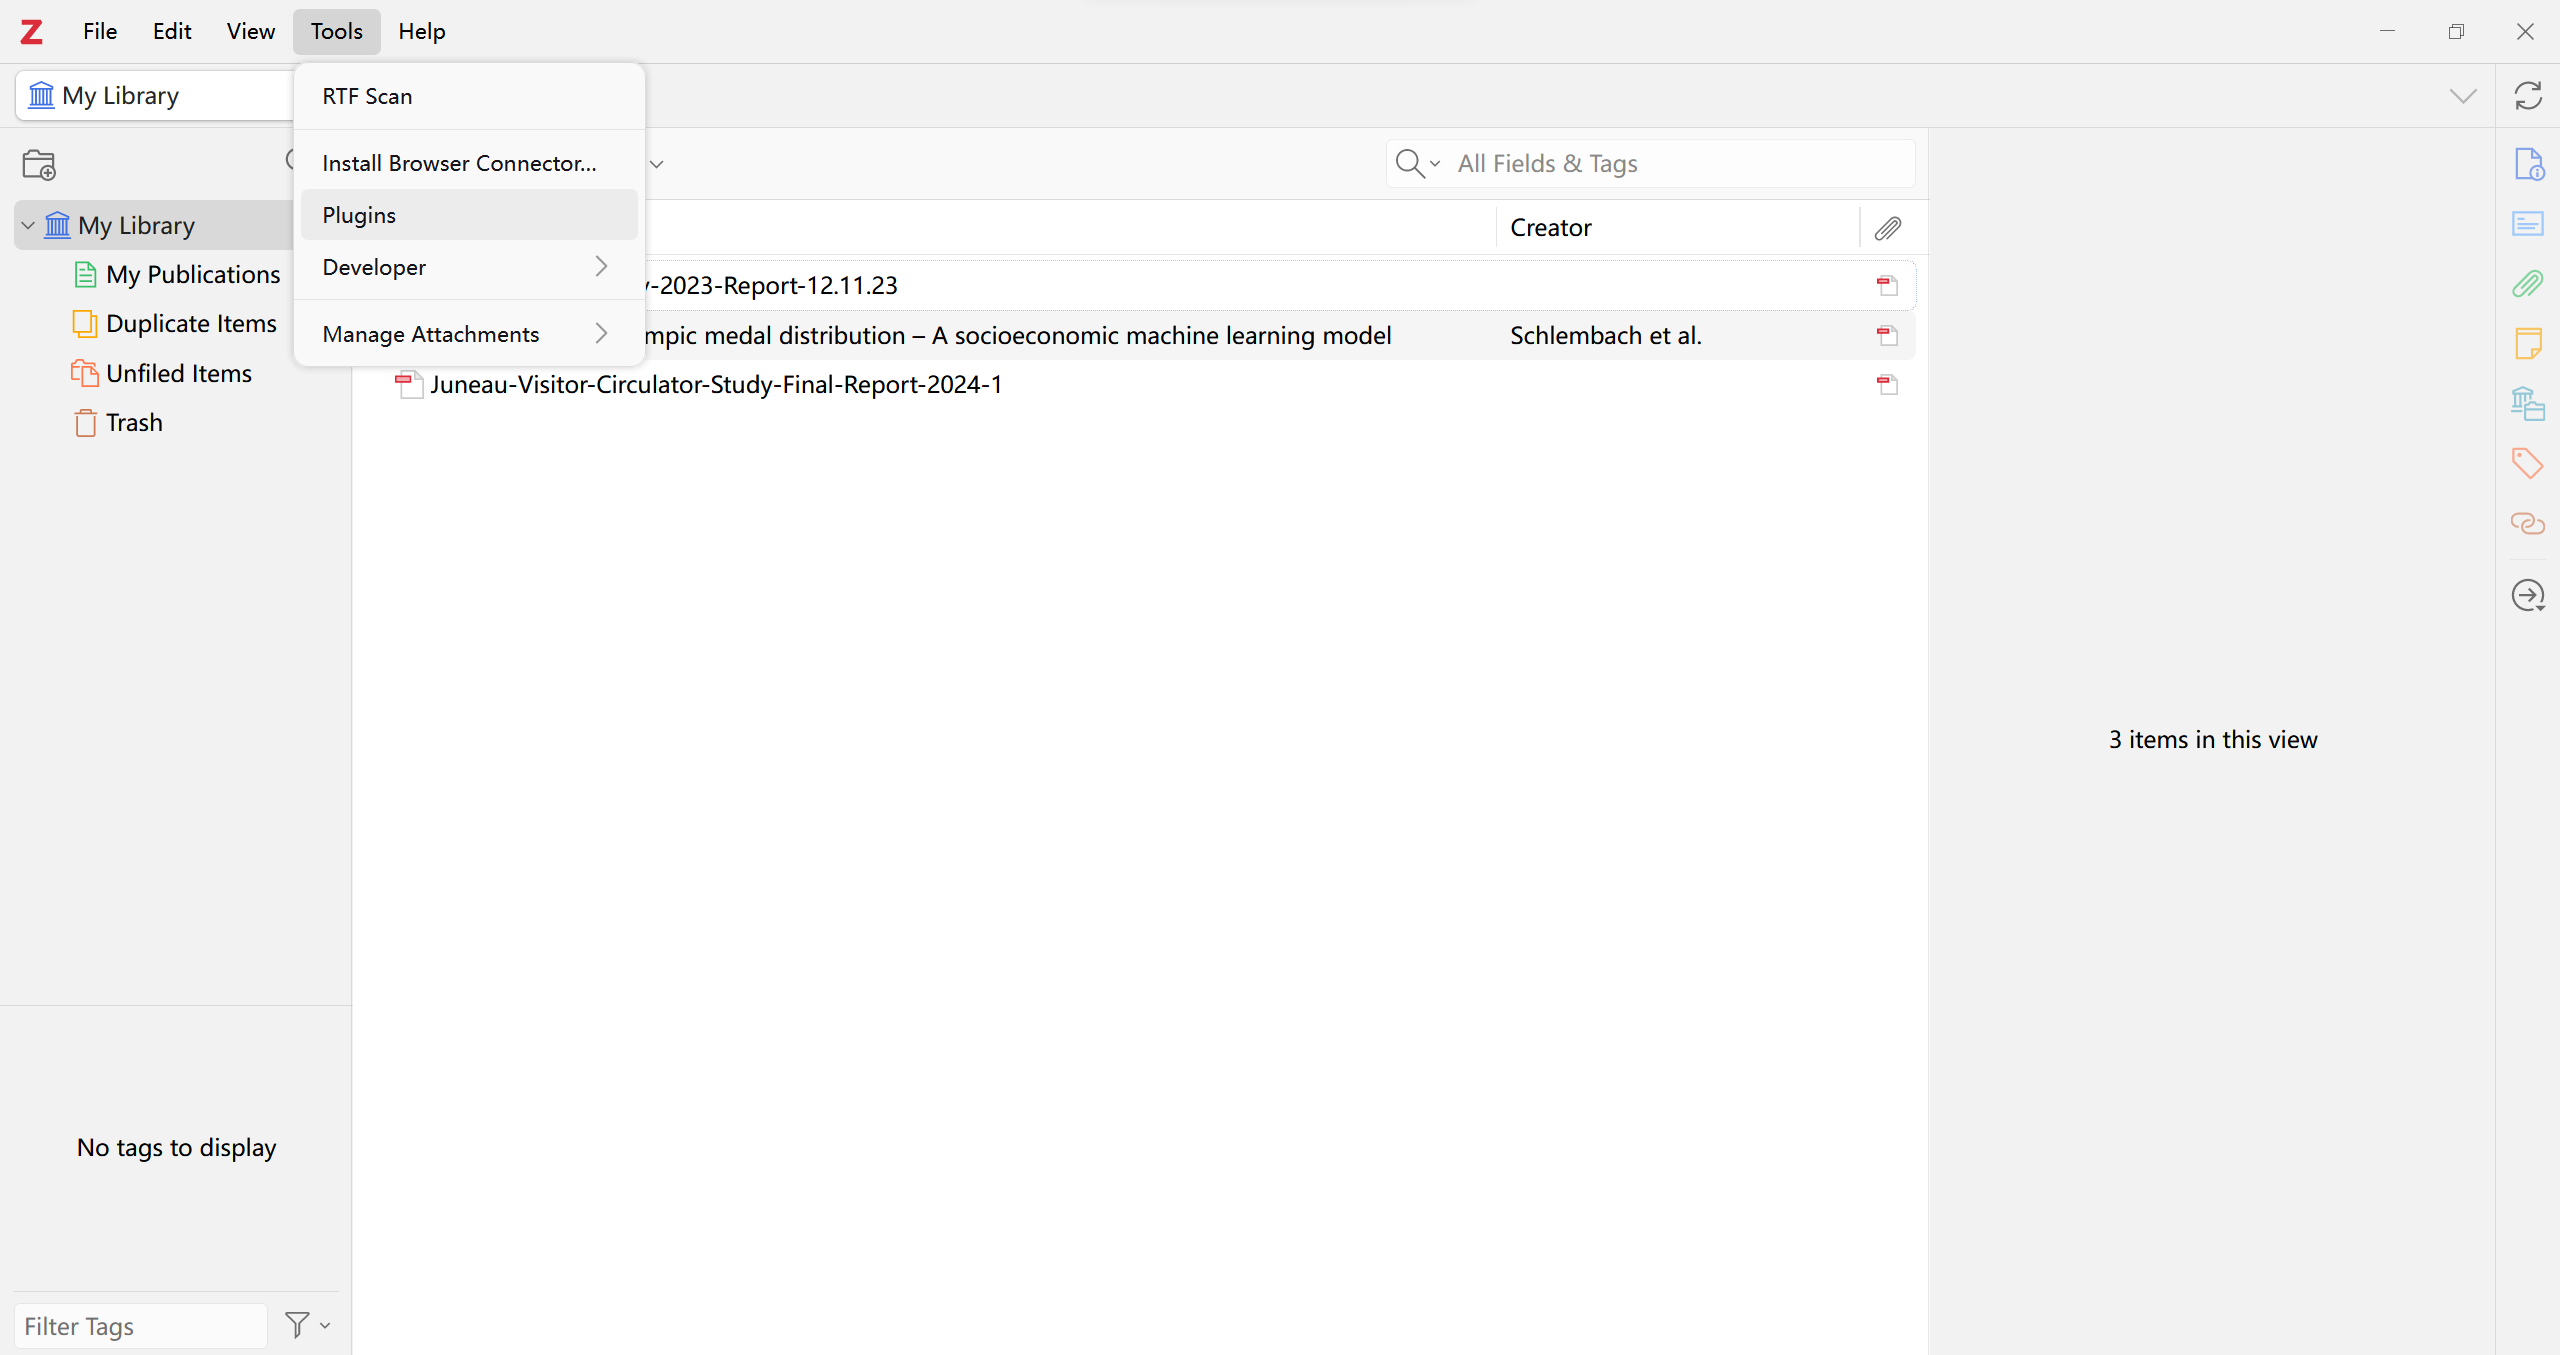 File Edit View Tools Help
My Library
RTF Scan
Install Browser Connector...
Plugins
Developer
Manage Attachments
All Fields & Tags
My Library
My Publications
Duplicate Items
Unfiled Items
Trash
Creator
-2023-Report-12.11.23
mpic medal distribution – A socioeconomic machine learning model Schlembach et al.
Juneau-Visitor-Circulator-Study-Final-Report-2024-1
3 items in this view
No tags to display
Filter Tags